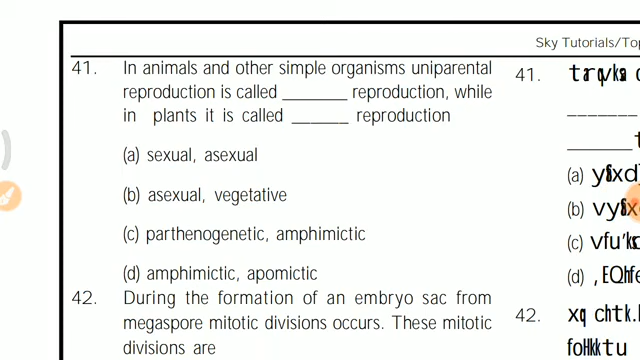 Sky Tutorials/Top
41. In animals and other simple organisms uniparental
reproduction is called _______ reproduction, while
in plants it is called ______ reproduction
(a) sexual, asexual
(b) asexual, vegetative
(c) parthenogenetic, amphimictic
(d) amphimictic, apomictic
42. During the formation of an embryo sac from
megaspore mitotic divisions occurs. These mitotic
divisions are
41.
(a)
(b)
(c)
(d)
42.